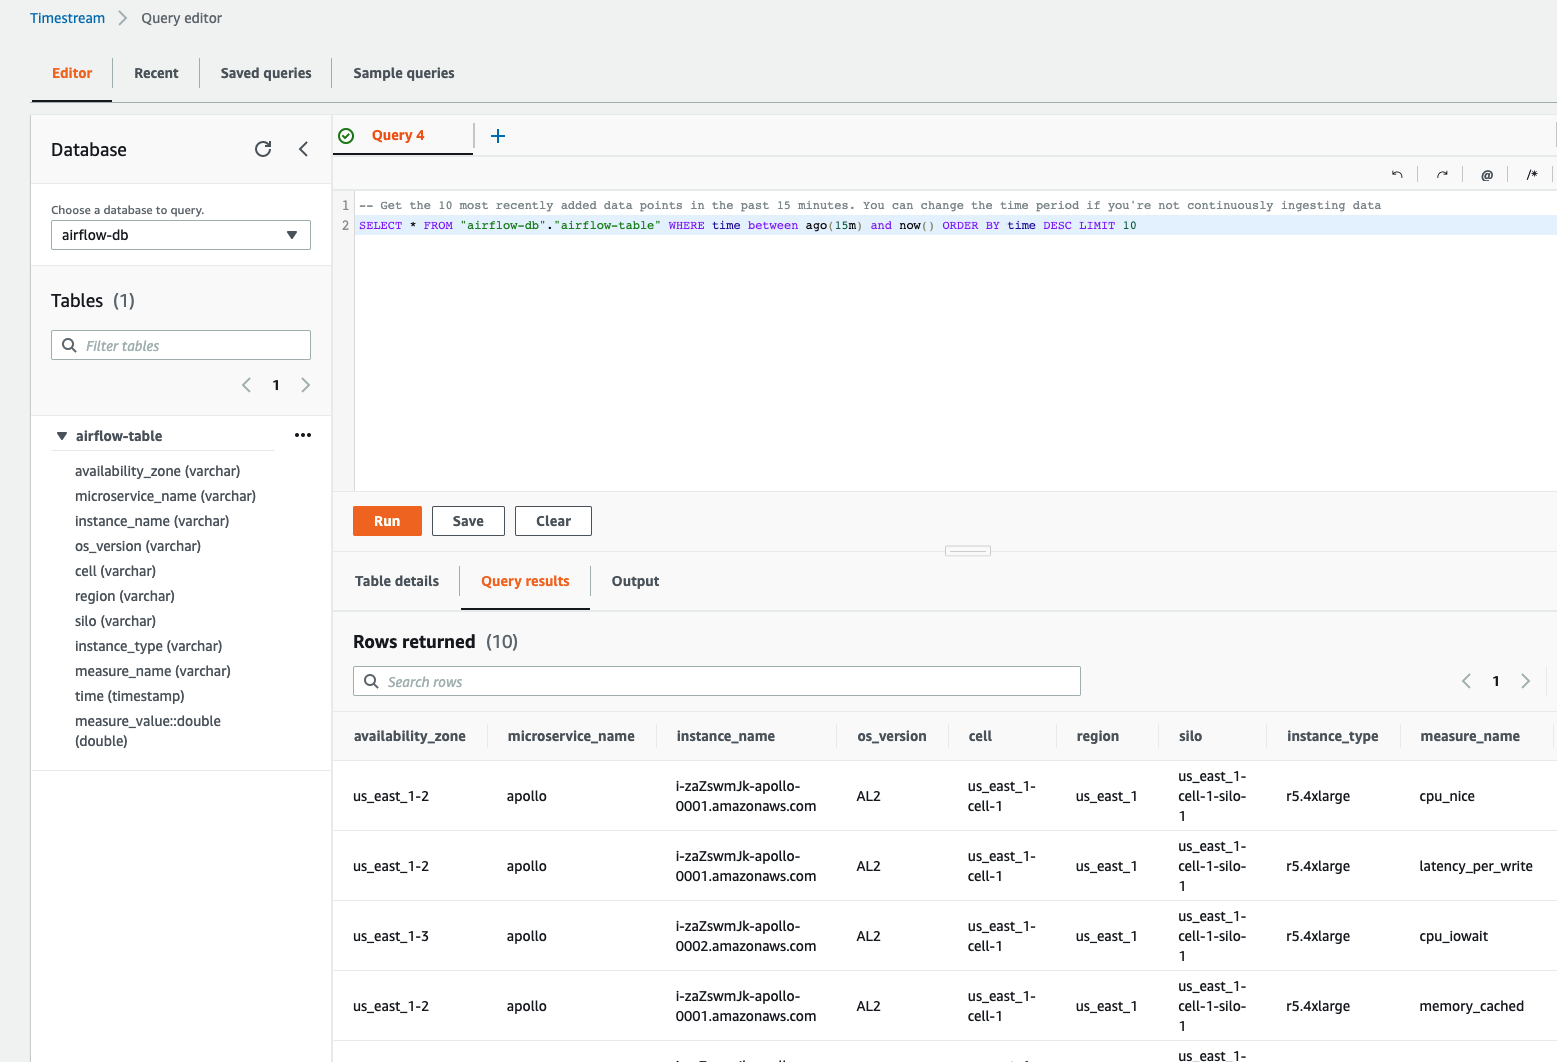 Timestream > Query editor
Editor Recent Saved queries Sample queries
Database
Choose a database to query.
airflow-db
Tables (1)
Filter tables
1
airflow-table
availability_zone (varchar)
microservice_name (varchar)
instance_name (varchar)
os_version (varchar)
cell (varchar)
region (varchar)
silo (varchar)
instance_type (varchar)
measure_name (varchar)
time (timestamp)
measure_value::double
(double)
Query 4 +
@ /*
1 -- Get the 10 most recently added data points in the past 15 minutes. You can change the time period if you're not continuously ingesting data
2 SELECT * FROM "airflow-db"."airflow-table" WHERE time between ago(15m) and now() ORDER BY time DESC LIMIT 10
Run Save Clear
Table details Query results Output
Rows returned (10)
Search rows
1
availability_zone microservice_name instance_name os_version cell region silo instance_type measure_name
us_east_1-2 apollo i-zaZswmJk-apollo-0001.amazonaws.com AL2 us_east_1-cell-1 us_east_1 us_east_1-cell-1-silo-1 r5.4xlarge cpu_nice
us_east_1-2 apollo i-zaZswmJk-apollo-0001.amazonaws.com AL2 us_east_1-cell-1 us_east_1 us_east_1-cell-1-silo-1 r5.4xlarge latency_per_write
us_east_1-3 apollo i-zaZswmJk-apollo-0002.amazonaws.com AL2 us_east_1-cell-1 us_east_1 us_east_1-cell-1-silo-1 r5.4xlarge cpu_iowait
us_east_1-2 apollo i-zaZswmJk-apollo-0001.amazonaws.com AL2 us_east_1-cell-1 us_east_1 us_east_1-cell-1-silo-1 r5.4xlarge memory_cached
us_east_1-